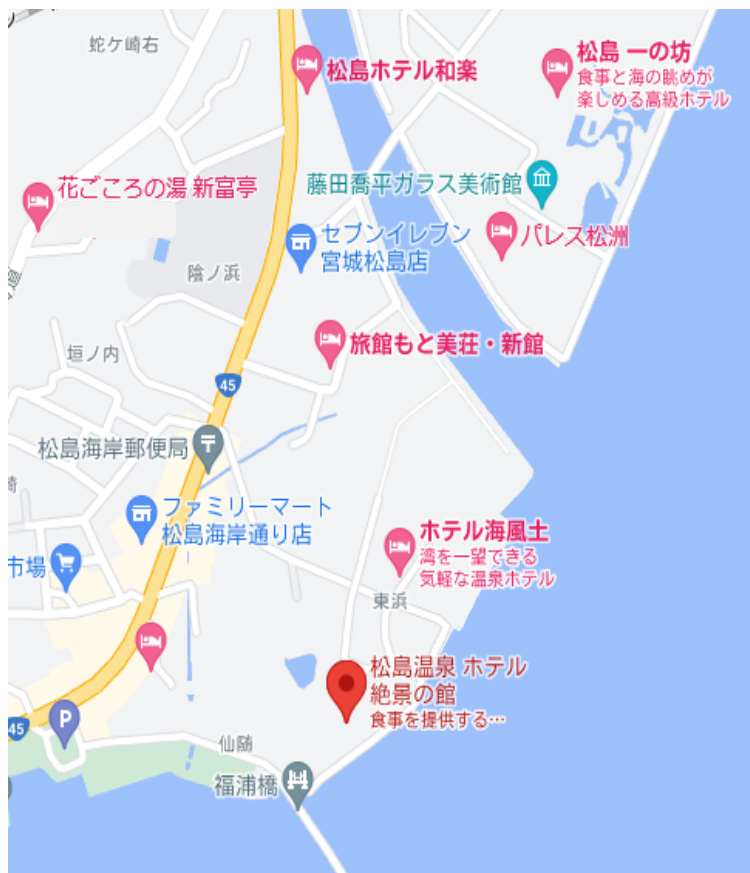 蛇ケ崎右
松島ホテル和楽
松島 一の坊
食事と海の眺めが
楽しめる高級ホテル
花ごころの湯 新富亭
藤田喬平ガラス美術館
セブンイレブン
宮城松島店
パレス松洲
陰ノ浜
垣ノ内
旅館もと美荘・新館
45
松島海岸郵便局
崎
ファミリーマート
松島海岸通り店
市場
ホテル海風土
湾を一望できる
気軽な温泉ホテル
東浜
松島温泉 ホテル
絶景の館
食事を提供する…
P
45
仙随
福浦橋